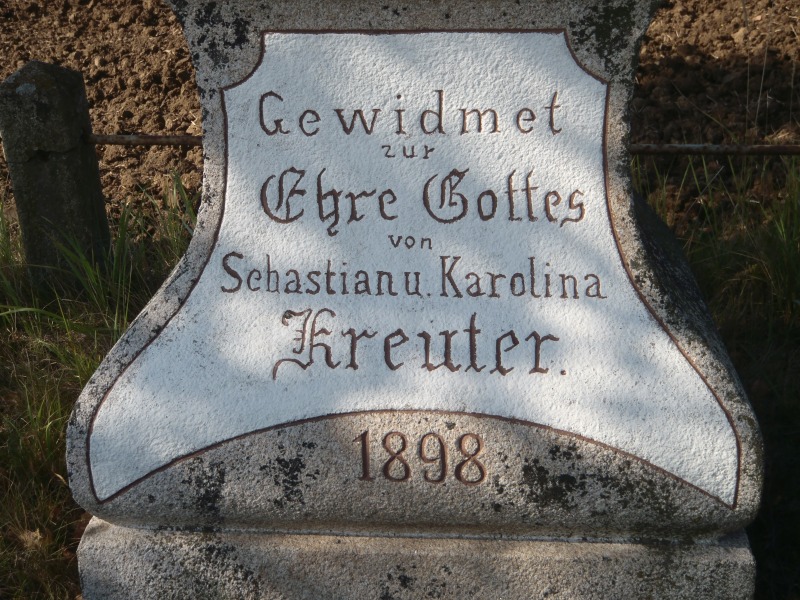 Gewidmet
zur
Ehre Gottes
von
Sebastian u. Karolina
Kreuter.
1898